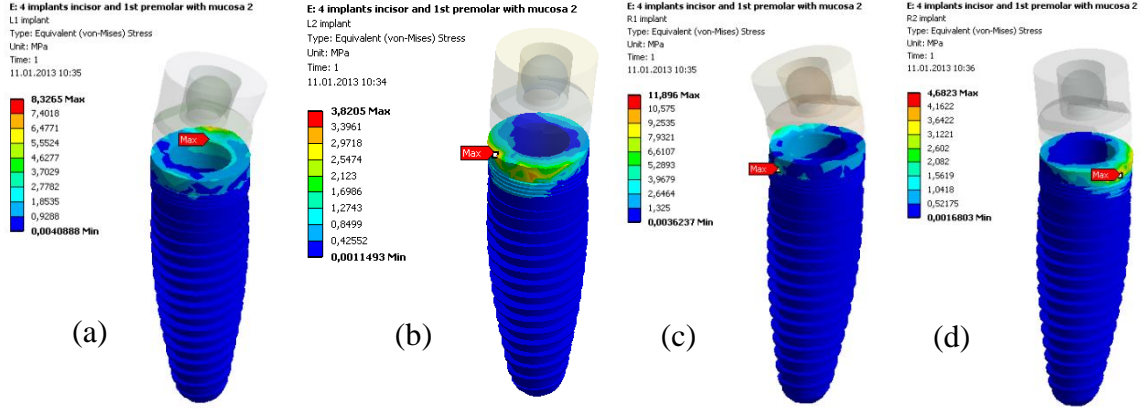 E: 4 implants incisor and 1st premolar with mucosa 2
L1 implant
Type: Equivalent (von-Mises) Stress
Unit: MPa
Time: 1
11.01.2013 10:35
8,3265 Max
7,4018
6,4771
5,5524
4,6277
3,7029
2,7782
1,8535
0,9288
0,0040888 Min
Max
(a)
E: 4 implants incisor and 1st premolar with mucosa 2
L2 implant
Type: Equivalent (von-Mises) Stress
Unit: MPa
Time: 1
11.01.2013 10:34
3,8205 Max
3,3961
2,9718
2,5474
2,123
1,6986
1,2743
0,8499
0,42552
0,0011493 Min
Max
(b)
E: 4 implants incisor and 1st premolar with mucosa 2
R1 implant
Type: Equivalent (von-Mises) Stress
Unit: MPa
Time: 1
11.01.2013 10:35
11,896 Max
10,575
9,2535
7,9321
6,6107
5,2893
3,9679
2,6464
1,325
0,0036237 Min
Max
(c)
E: 4 implants incisor and 1st premolar with mucosa 2
R2 implant
Type: Equivalent (von-Mises) Stress
Unit: MPa
Time: 1
11.01.2013 10:36
4,6823 Max
4,1622
3,6422
3,1221
2,602
2,082
1,5619
1,0418
0,52175
0,0016803 Min
Max
(d)